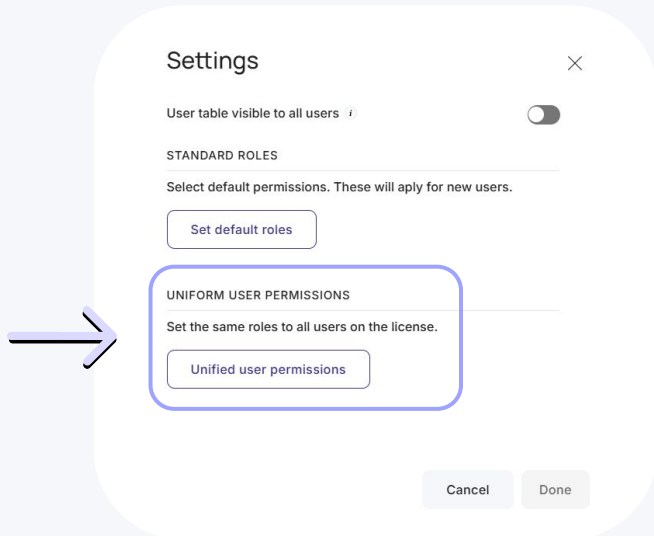 Settings
User table visible to all users i
STANDARD ROLES
Select default permissions. These will aply for new users.
Set default roles
UNIFORM USER PERMISSIONS
Set the same roles to all users on the license.
Unified user permissions
Cancel Done